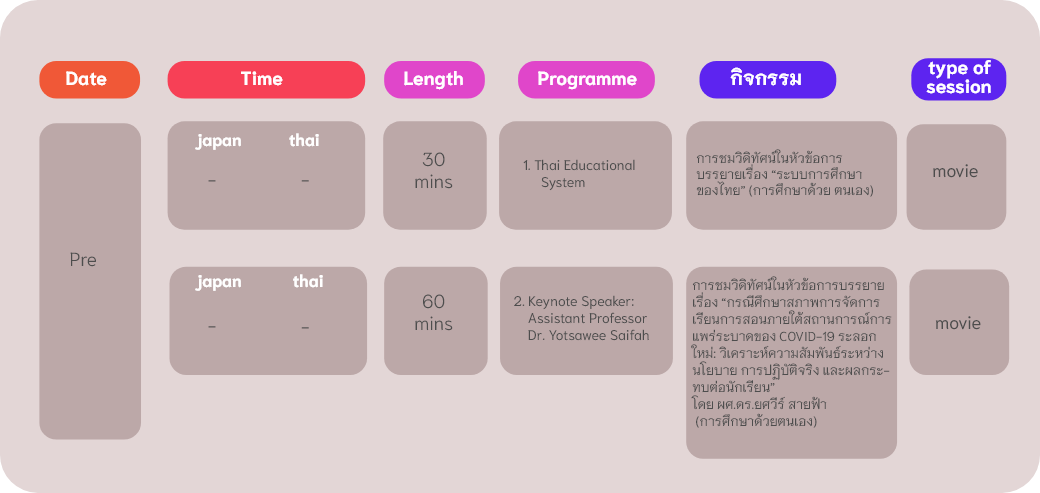 Date
Time
Length
Programme
กิจกรรม
type of
session
Pre
japan thai
- -
30
mins
1. Thai Educational
System
การชมวิดิทัศน์ในหัวข้อการ
บรรยายเรื่อง “ระบบการศึกษา
ของไทย” (การศึกษาด้วย ตนเอง)
movie
japan thai
- -
60
mins
2. Keynote Speaker:
Assistant Professor
Dr. Yotsawee Saifah
การชมวิดิทัศน์ในหัวข้อการบรรยาย
เรื่อง “กรณีศึกษาสภาพการจัดการ
เรียนการสอนภายใต้สถานการณ์การ
แพร่ระบาดของ COVID-19 ระลอก
ใหม่: วิเคราะห์ความสัมพันธ์ระหว่าง
นโยบาย การปฏิบัติจริง และผลกระ-
ทบต่อนักเรียน”
โดย ผศ.ดร.ยศวีร์ สายฟ้า
(การศึกษาด้วยตนเอง)
movie